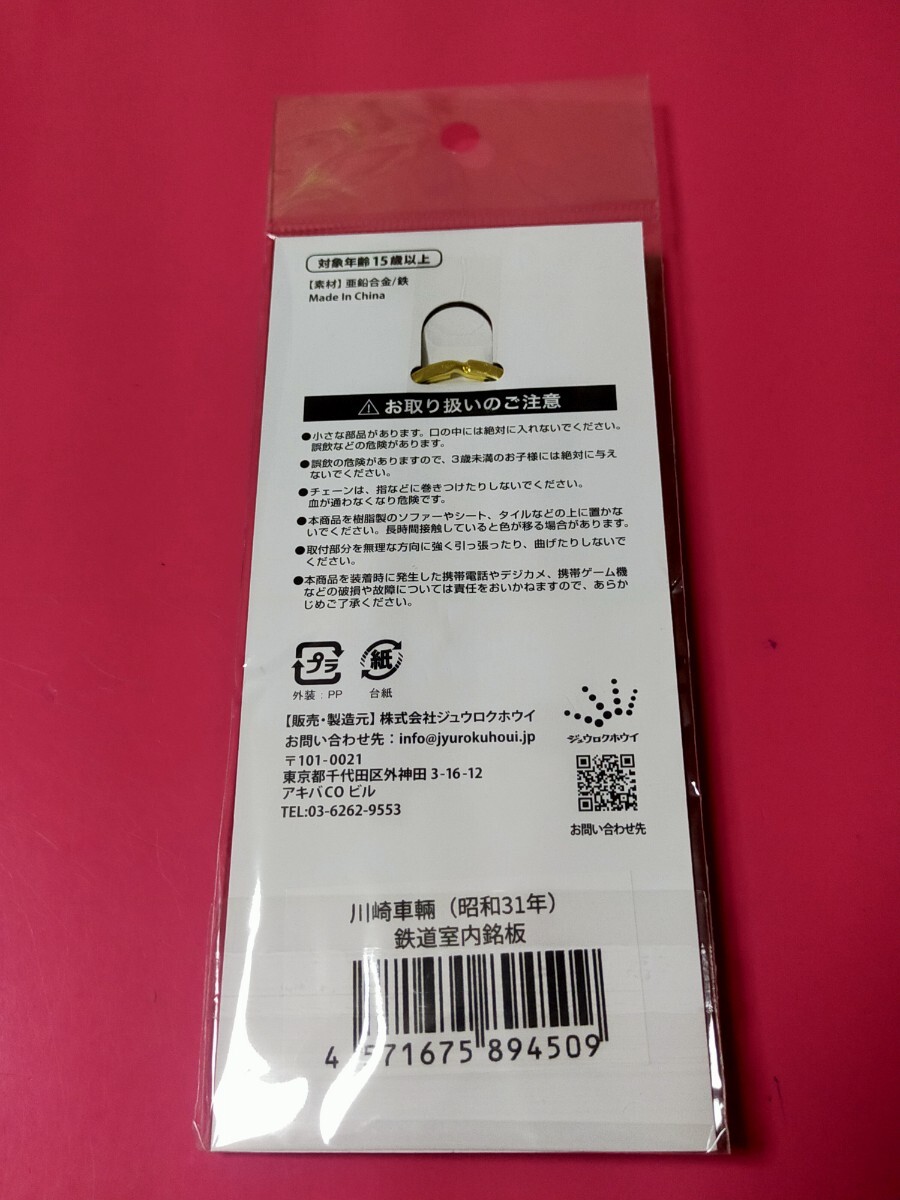 対象年齢15歳以上
【素材】亜鉛合金/鉄
Made In China
⚠お取り扱いのご注意
●小さな部品があります。口の中には絶対に入れないでください。
誤飲などの危険があります。
●誤飲の危険がありますので、3歳未満のお子様には絶対に与え
ないでください。
●チェーンは、指などに巻きつけたりしないでください。
血が通わなくなり危険です。
●本商品を樹脂製のソファーやシート、タイルなどの上に置かな
いでください。長時間接触していると色が移る場合があります。
●取付部分を無理な方向に強く引っ張ったり、曲げたりしないで
ください。
●本商品を装着時に発生した携帯電話やデジカメ、携帯ゲーム機
などの破損や故障については責任をおいかねますので、あらか
じめご了承ください。
プラ
紙
外装:PP
台紙
【販売・製造元】株式会社ジュウロクホウイ
お問い合わせ先:info@jyurokuhoui.jp
〒101-0021
東京都千代田区外神田 3-16-12
アキバCO ビル
TEL:03-6262-9553
ジュウロクホウイ
お問い合わせ先
川崎車輛(昭和31年)
鉄道室内銘板
4 571675 894509